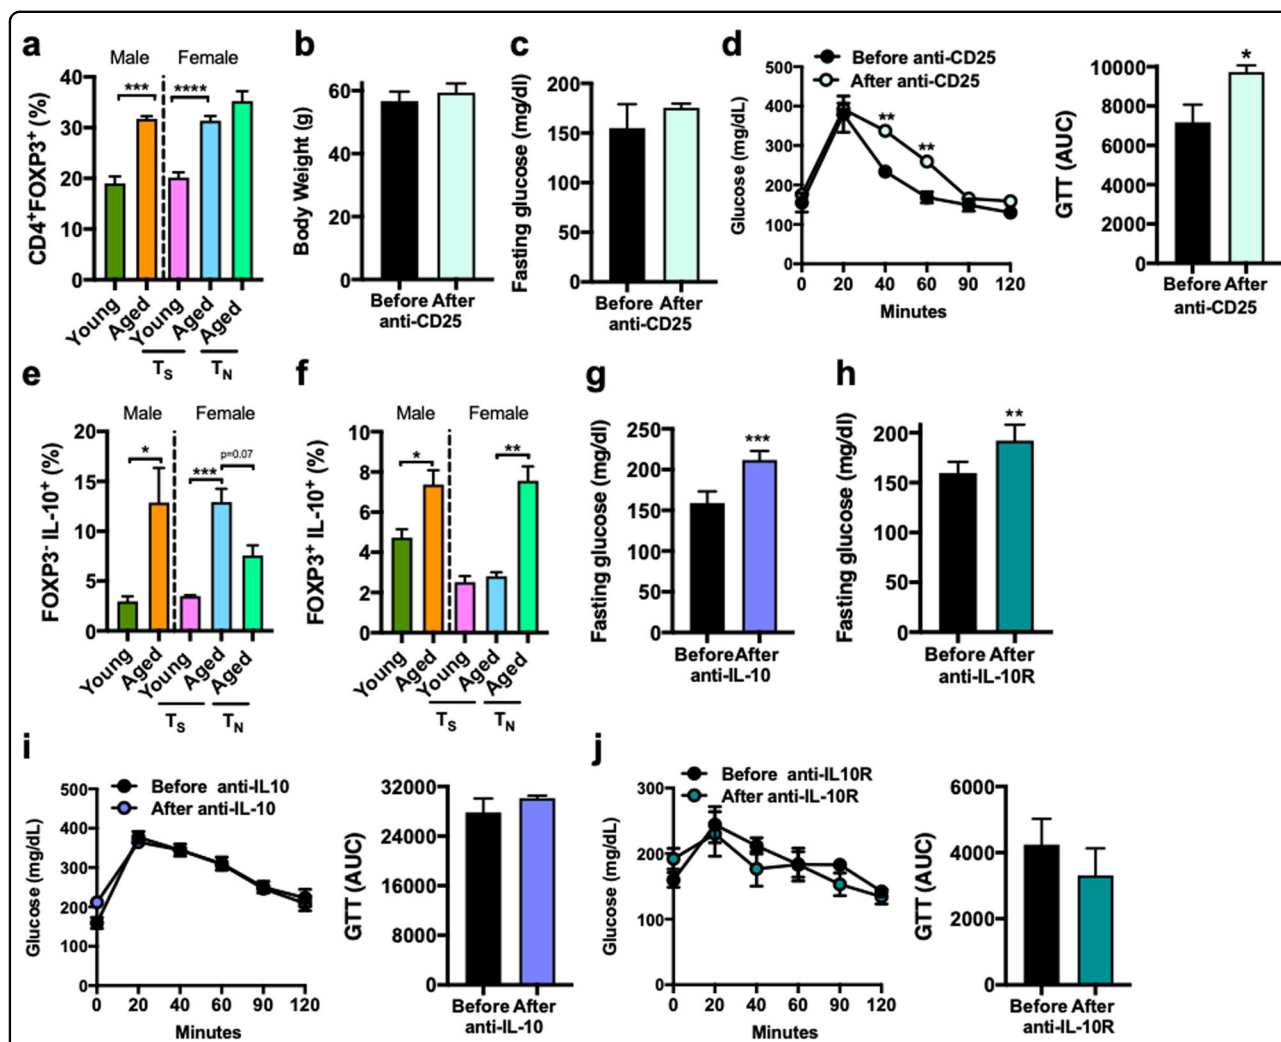 a
Male Female
CD4⁺FOXP3⁺ (%)
40
30
20
10
0
*** ****
Young Aged Young Aged Aged
T_S T_N
b
Body Weight (g)
60
40
20
0
Before After
anti-CD25
c
Fasting glucose (mg/dl)
200
150
100
50
0
Before After
anti-CD25
d
Before anti-CD25
After anti-CD25
Glucose (mg/dL)
500
400
300
200
100
0
**
**
0 20 40 60 90 120
Minutes
GTT (AUC)
10000
8000
6000
4000
2000
0
*
Before After
anti-CD25
e
Male Female
FOXP3⁻ IL-10⁺ (%)
20
15
10
5
0
* *** p=0.07
Young Aged Young Aged Aged
T_S T_N
f
Male Female
FOXP3⁺ IL-10⁺ (%)
10
8
6
4
2
0
* **
Young Aged Young Aged Aged
T_S T_N
g
Fasting glucose (mg/dl)
250
200
150
100
50
0
***
BeforeAfter
anti-IL-10
h
Fasting glucose (mg/dl)
200
150
100
50
0
**
Before After
anti-IL-10R
i
Before anti-IL10
After anti-IL-10
Glucose (mg/dL)
500
400
300
200
100
0
0 20 40 60 90 120
Minutes
GTT (AUC)
32000
24000
16000
8000
0
Before After
anti-IL-10
j
Before anti-IL10R
After anti-IL-10R
Glucose (mg/dL)
300
200
100
0
0 20 40 60 90 120
Minutes
GTT (AUC)
6000
4000
2000
0
Before After
anti-IL-10R